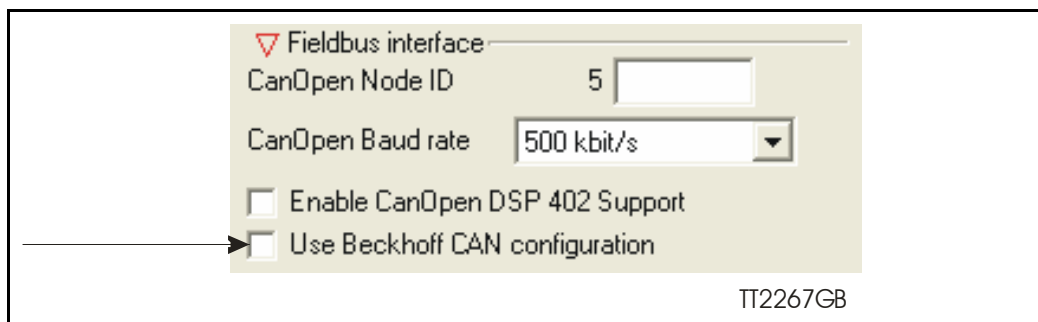 Fieldbus interface
CanOpen Node ID 5
CanOpen Baud rate 500 kbit/s
Enable CanOpen DSP 402 Support
Use Beckhoff CAN configuration
TT2267GB